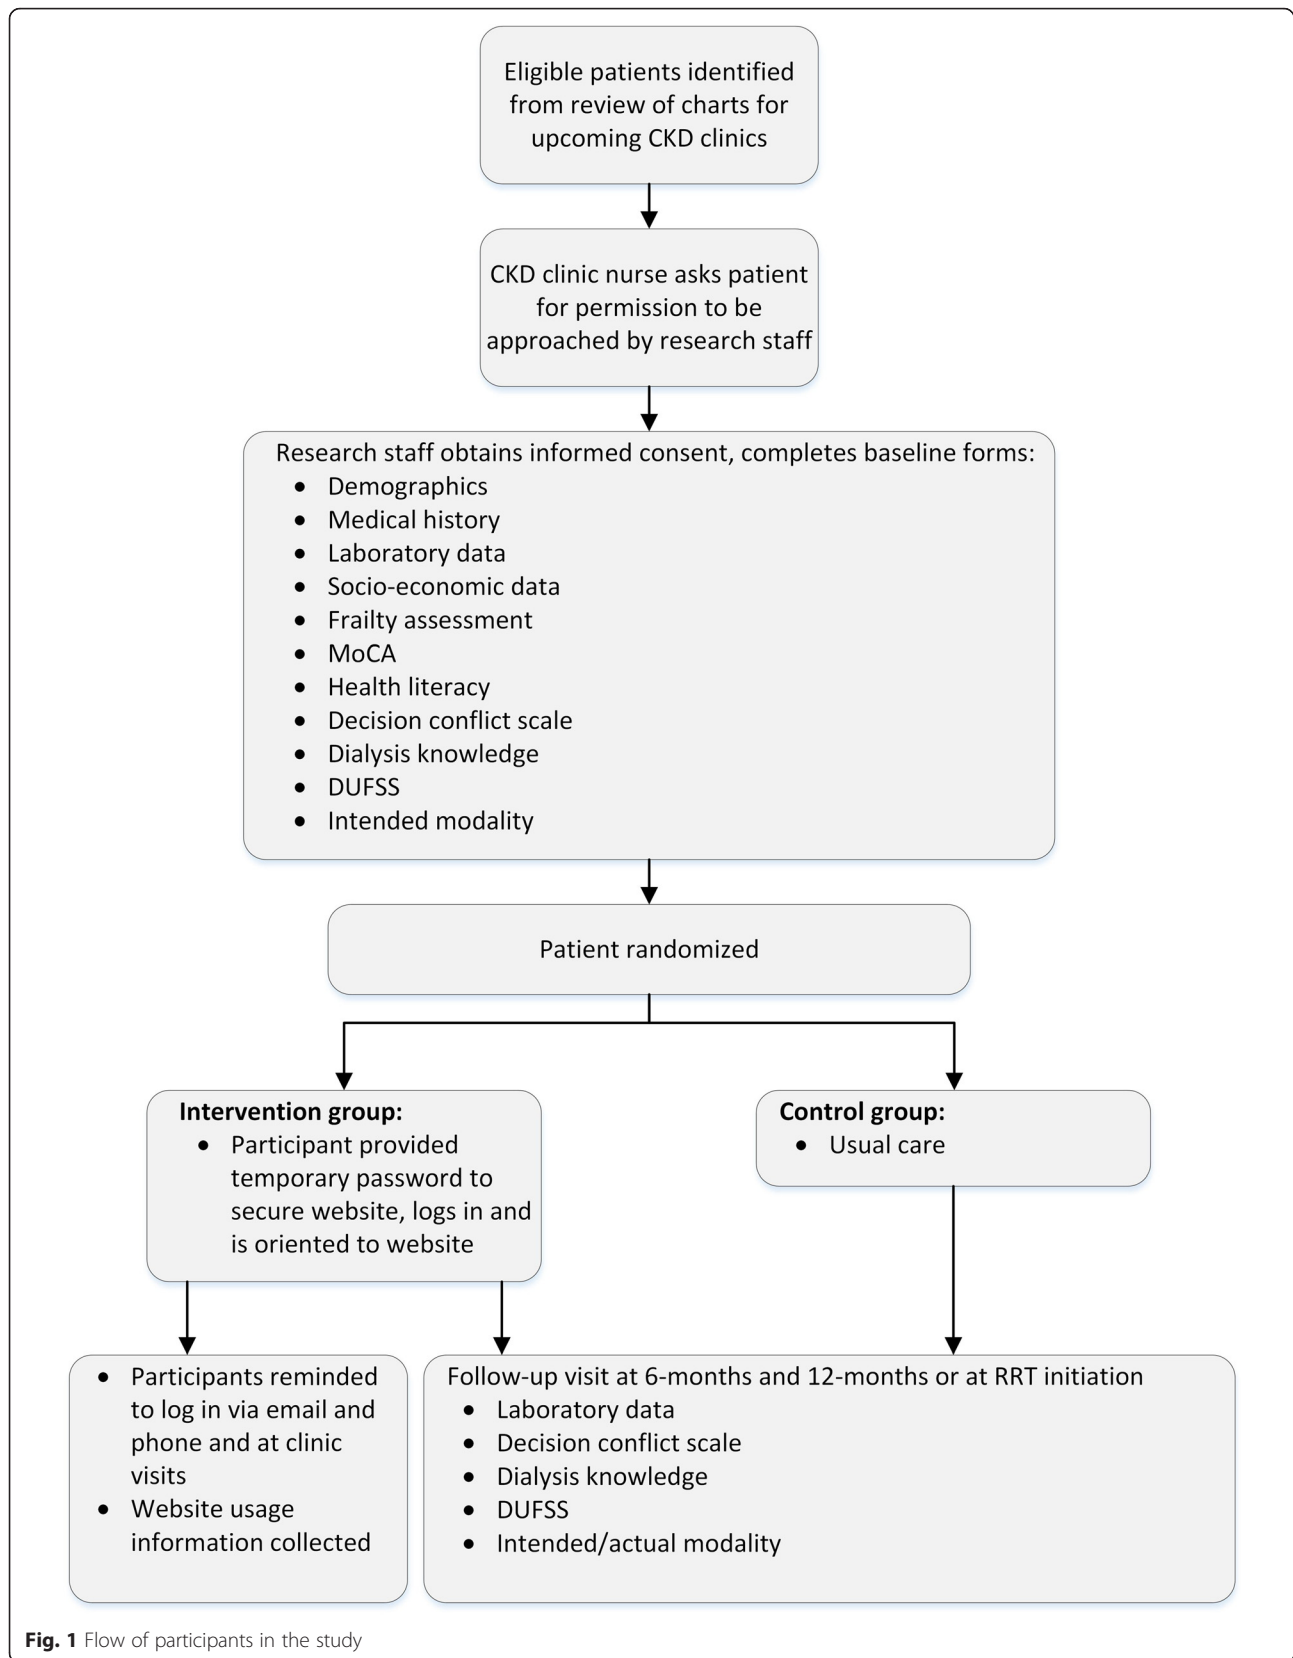 Eligible patients identified
from review of charts for
upcoming CKD clinics
CKD clinic nurse asks patient
for permission to be
approached by research staff
Research staff obtains informed consent, completes baseline forms:
• Demographics
• Medical history
• Laboratory data
• Socio-economic data
• Frailty assessment
• MoCA
• Health literacy
• Decision conflict scale
• Dialysis knowledge
• DUFSS
• Intended modality
Patient randomized
Intervention group:
• Participant provided
temporary password to
secure website, logs in and
is oriented to website
Control group:
• Usual care
• Participants reminded
to log in via email and
phone and at clinic
visits
• Website usage
information collected
Follow-up visit at 6-months and 12-months or at RRT initiation
• Laboratory data
• Decision conflict scale
• Dialysis knowledge
• DUFSS
• Intended/actual modality
Fig. 1 Flow of participants in the study